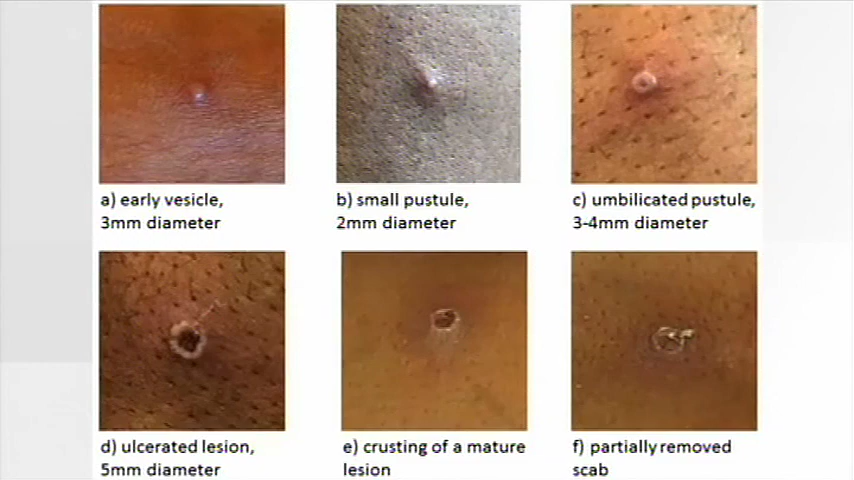 a) early vesicle,
3mm diameter
b) small pustule,
2mm diameter
c) umbilicated pustule,
3-4mm diameter
d) ulcerated lesion,
5mm diameter
e) crusting of a mature
lesion
f) partially removed
scab